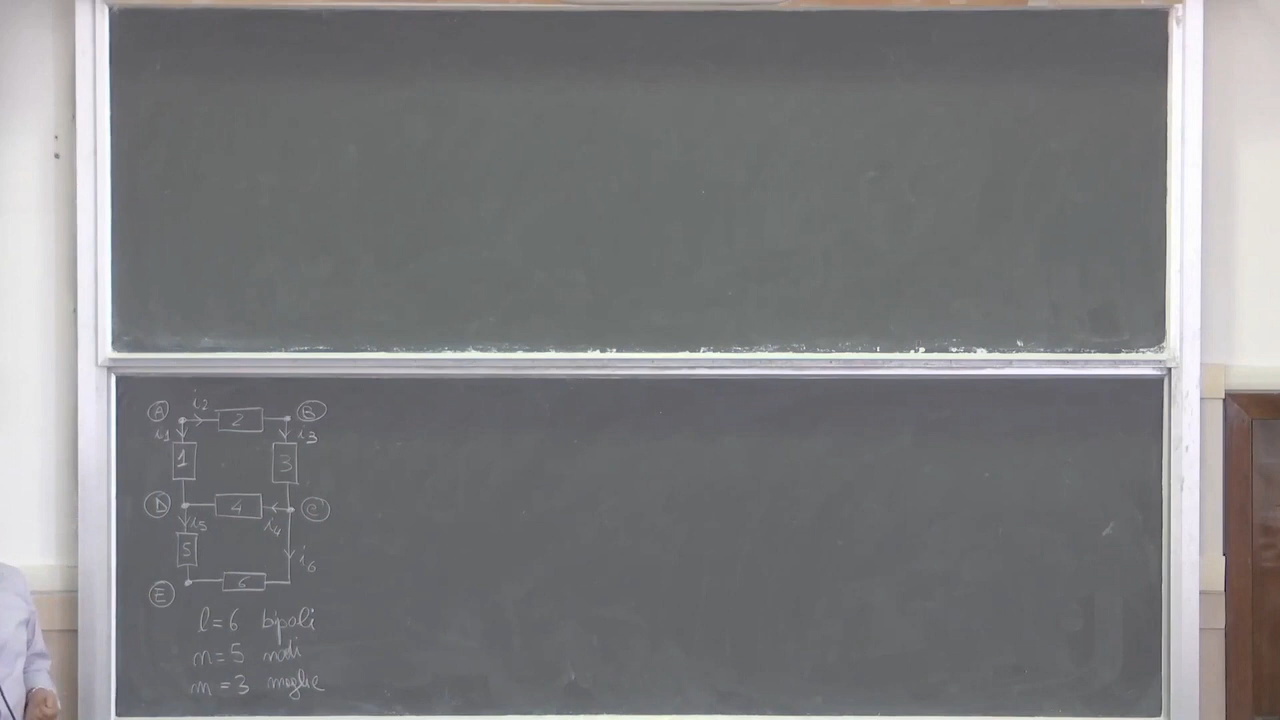 A i2 2 B
i1 i3
1 3
D 4 C
i5 i4
5 i6
E 6
l=6 bipoli
n=5 nodi
m=3 maglie